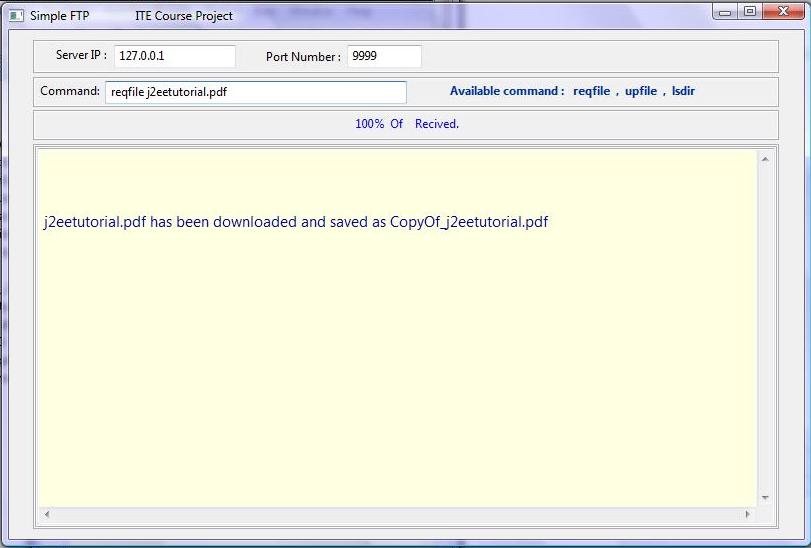 Simple FTP ITE Course Project
Server IP : 127.0.0.1 Port Number : 9999
Command: reqfile j2eetutorial.pdf Available command : reqfile , upfile , lsdir
100% Of Recived.
j2eetutorial.pdf has been downloaded and saved as CopyOf_j2eetutorial.pdf